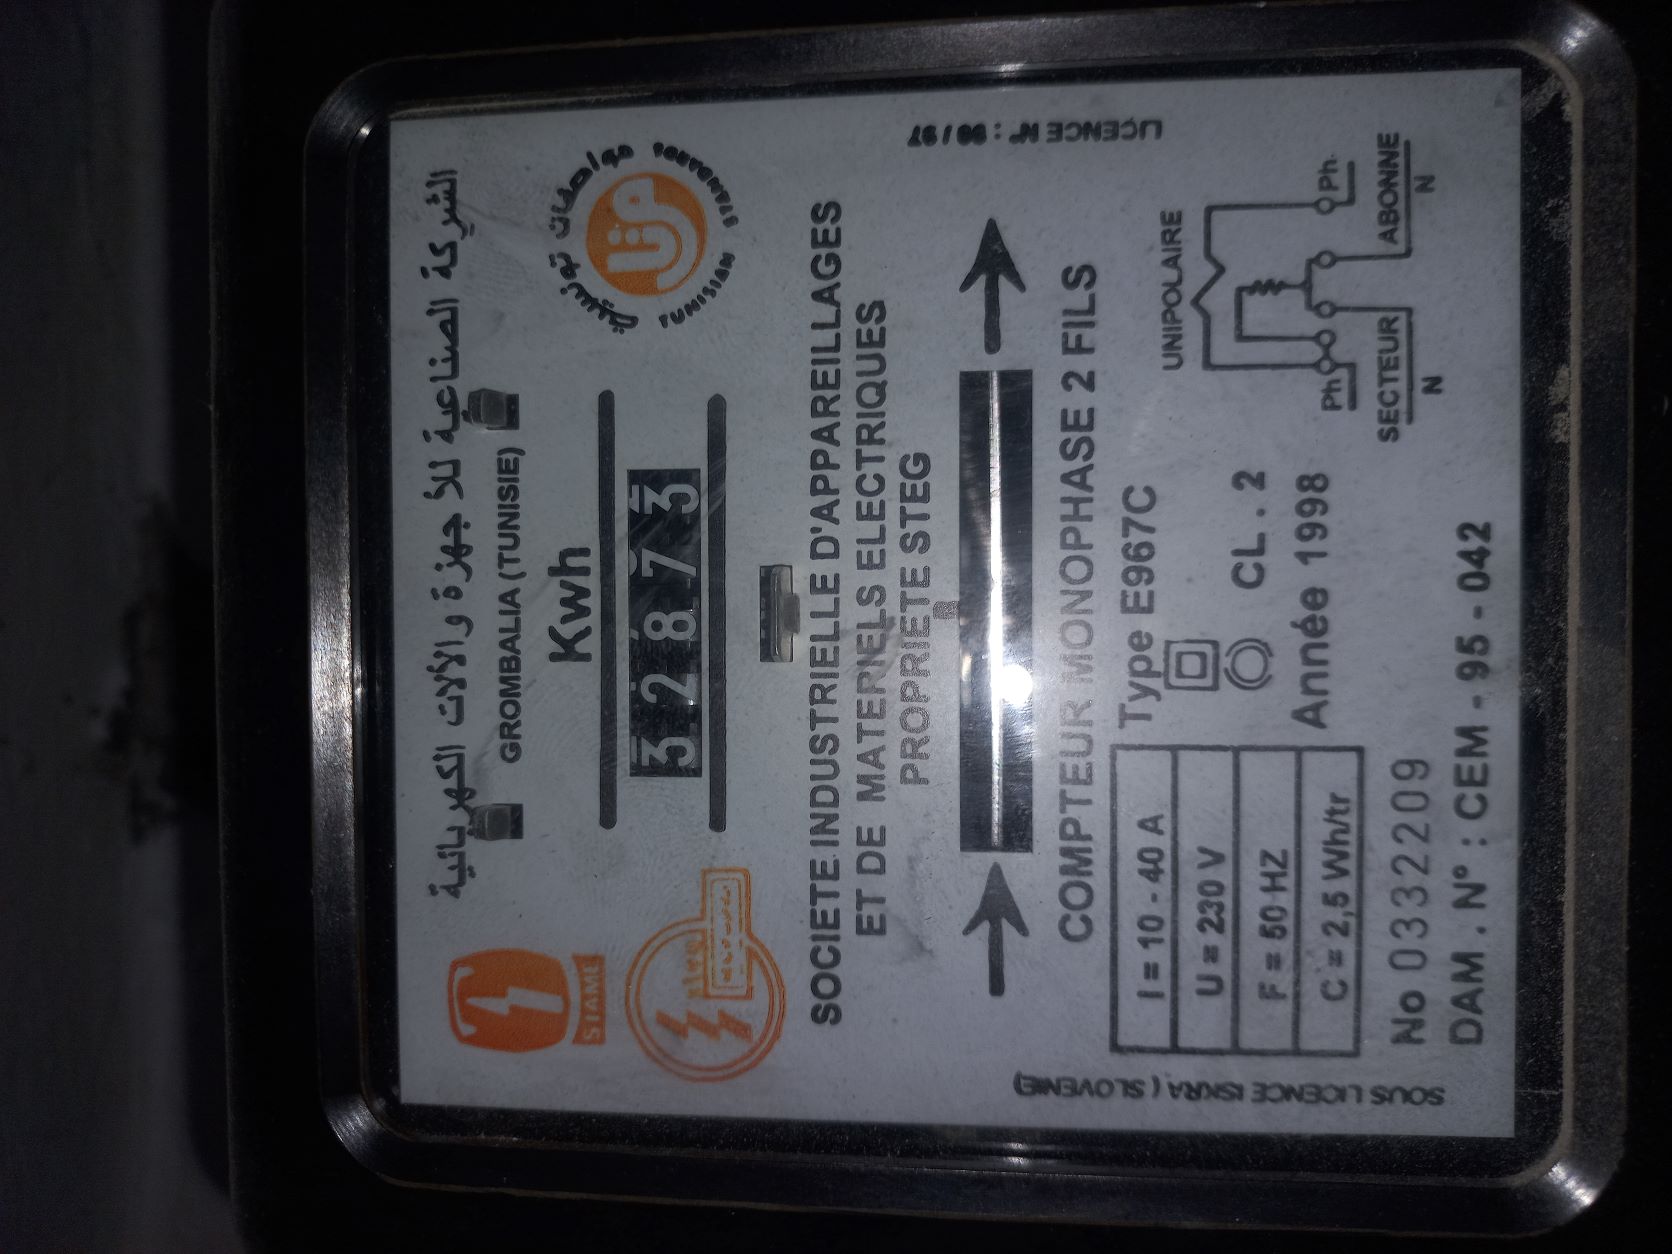 الشركة الصناعية للأجهزة والألات الكهربائية
GROMBALIA (TUNISIE)
SIAME
Kwh
32873
مواصفات تونسية
TUNISIAN STANDARDS
SOCIETE INDUSTRIELLE D'APPAREILLAGES
ET DE MATERIELS ELECTRIQUES
PROPRIETE STEG
COMPTEUR MONOPHASE 2 FILS
I = 10 - 40 A
U = 230 V
F = 50 HZ
C = 2,5 Wh/tr
Type E967C
CL . 2
Année 1998
UNIPOLAIRE
Ph Ph
SECTEUR ABONNE
N N
No 0332209
DAM . N° : CEM - 95 - 042
SOUS LICENCE ISKRA ( SLOVENIE)
LICENCE N° :